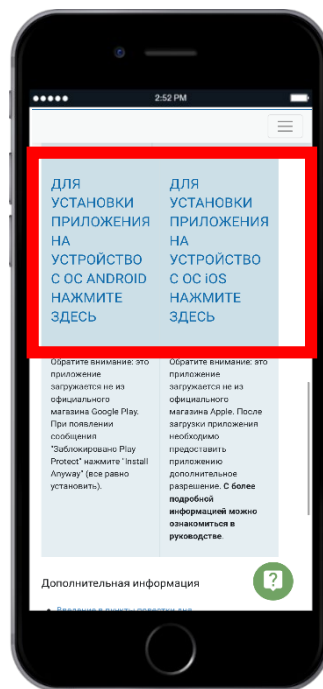 2:52 PM
ДЛЯ
УСТАНОВКИ
ПРИЛОЖЕНИЯ
НА
УСТРОЙСТВО
С ОС ANDROID
НАЖМИТЕ
ЗДЕСЬ
ДЛЯ
УСТАНОВКИ
ПРИЛОЖЕНИЯ
НА
УСТРОЙСТВО
С ОС iOS
НАЖМИТЕ
ЗДЕСЬ
Обратите внимание: это
приложение
загружается не из
официального
магазина Google Play.
При появлении
сообщения
"Заблокировано Play
Protect" нажмите "Install
Anyway" (все равно
установить).
Обратите внимание: это
приложение
загружается не из
официального
магазина Apple. После
загрузки приложения
необходимо
предоставить
приложению
дополнительное
разрешение. С более
подробной
информацией можно
ознакомиться в
руководстве.
Дополнительная информация
?